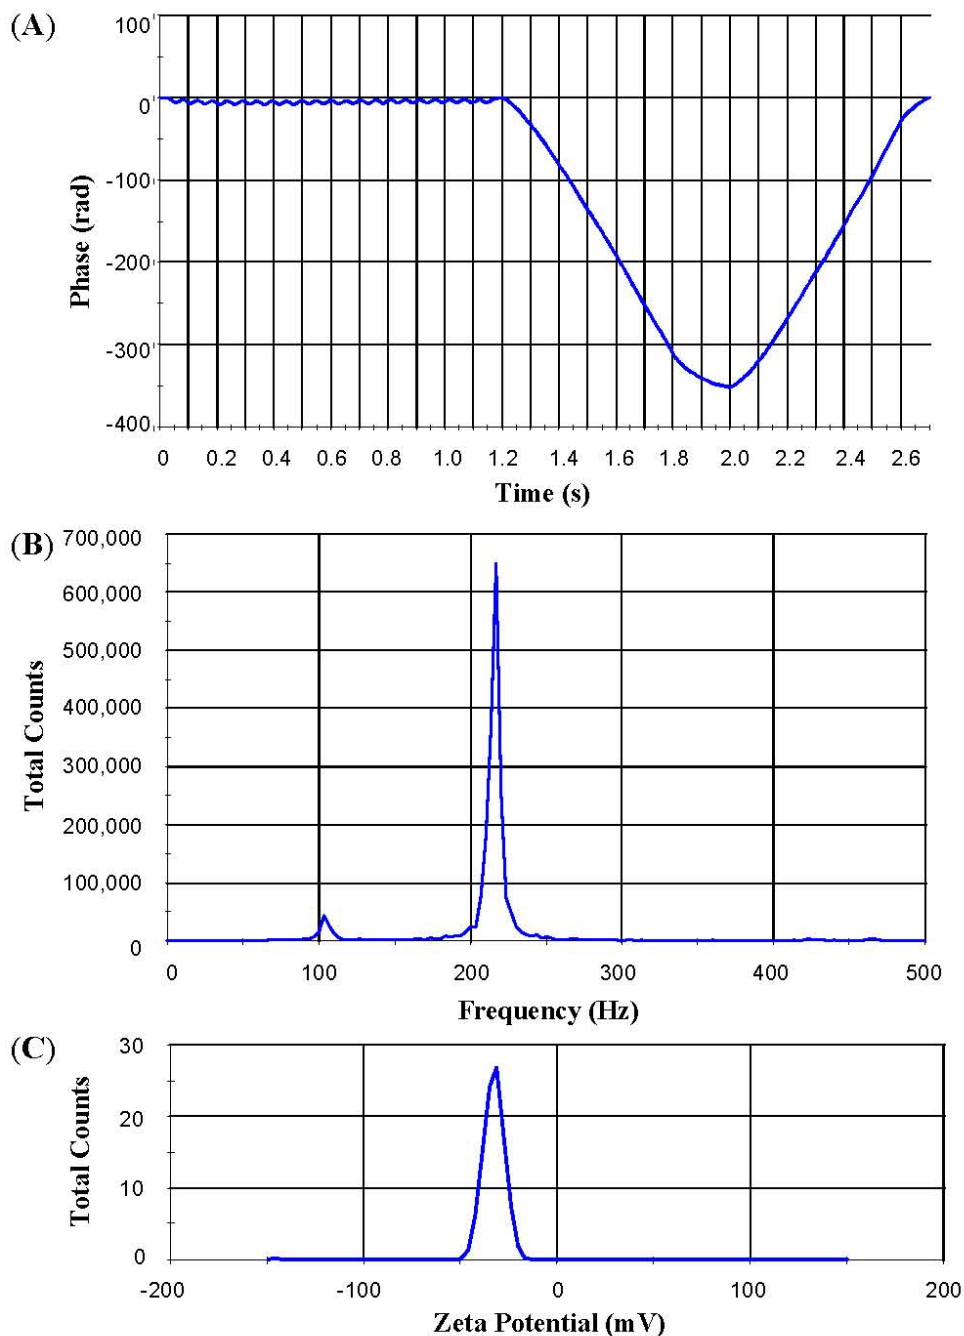 (A)
100
0
-100
-200
-300
-400
Phase (rad)
0 0.2 0.4 0.6 0.8 1.0 1.2 1.4 1.6 1.8 2.0 2.2 2.4 2.6
Time (s)
(B)
700,000
600,000
500,000
400,000
300,000
200,000
100,000
0
Total Counts
0 100 200 300 400 500
Frequency (Hz)
(C)
30
20
10
0
Total Counts
-200 -100 0 100 200
Zeta Potential (mV)